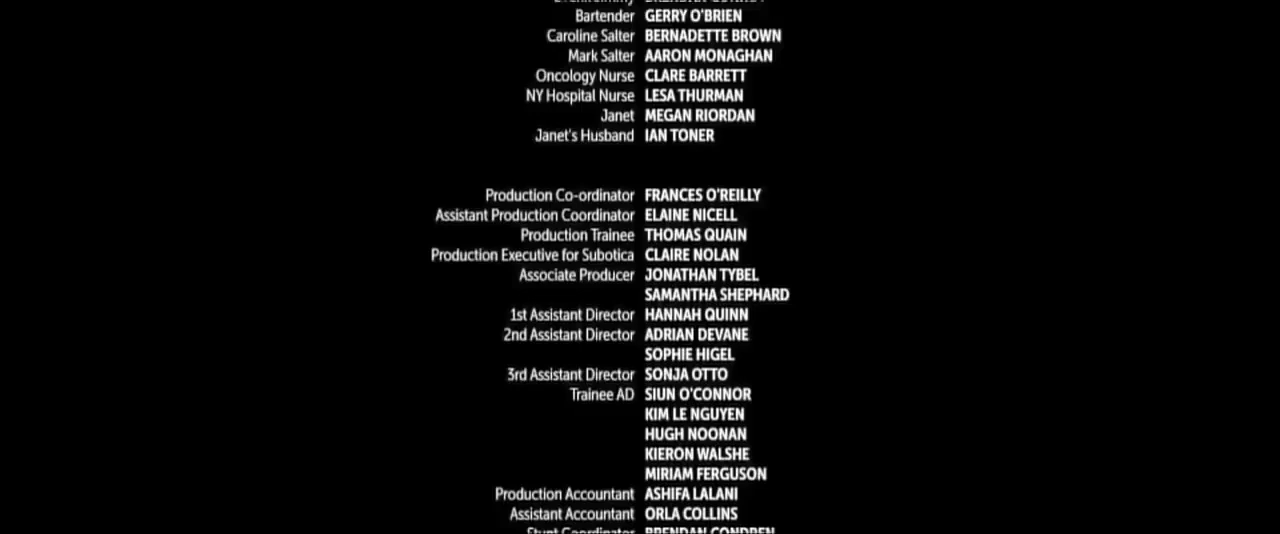 Bartender GERRY O'BRIEN
Caroline Salter BERNADETTE BROWN
Mark Salter AARON MONAGHAN
Oncology Nurse CLARE BARRETT
NY Hospital Nurse LESA THURMAN
Janet MEGAN RIORDAN
Janet's Husband IAN TONER
Production Co-ordinator FRANCES O'REILLY
Assistant Production Coordinator ELAINE NICELL
Production Trainee THOMAS QUAIN
Production Executive for Subotica CLAIRE NOLAN
Associate Producer JONATHAN TYBEL
SAMANTHA SHEPHARD
1st Assistant Director HANNAH QUINN
2nd Assistant Director ADRIAN DEVANE
SOPHIE HIGEL
3rd Assistant Director SONJA OTTO
Trainee AD SIUN O'CONNOR
KIM LE NGUYEN
HUGH NOONAN
KIERON WALSHE
MIRIAM FERGUSON
Production Accountant ASHIFA LALANI
Assistant Accountant ORLA COLLINS
Stunt Coordinator BRENDAN CONDREN